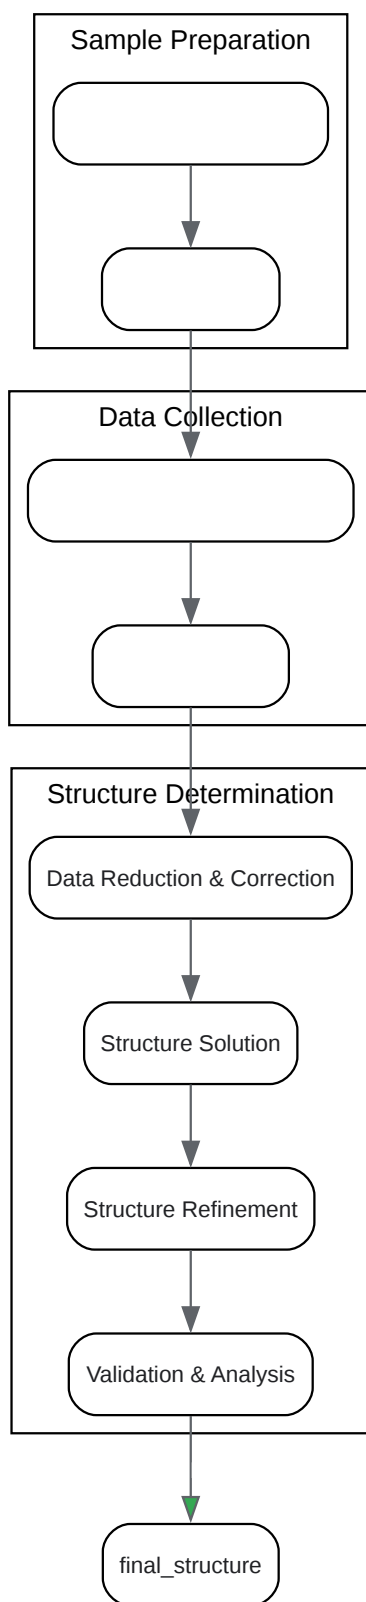 Sample Preparation
Data Collection
Structure Determination
Data Reduction & Correction
Structure Solution
Structure Refinement
Validation & Analysis
final_structure